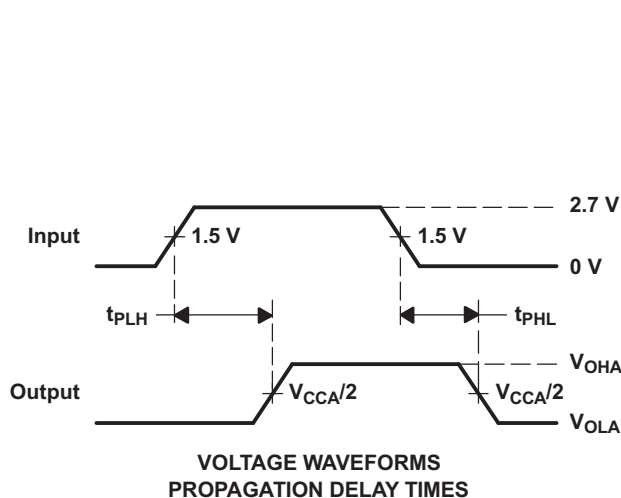 2.7 V
Input
1.5 V
1.5 V
0 V
tPLH
tPHL
VOHA
Output
VCCA/2
VCCA/2
VOLA
VOLTAGE WAVEFORMS
PROPAGATION DELAY TIMES